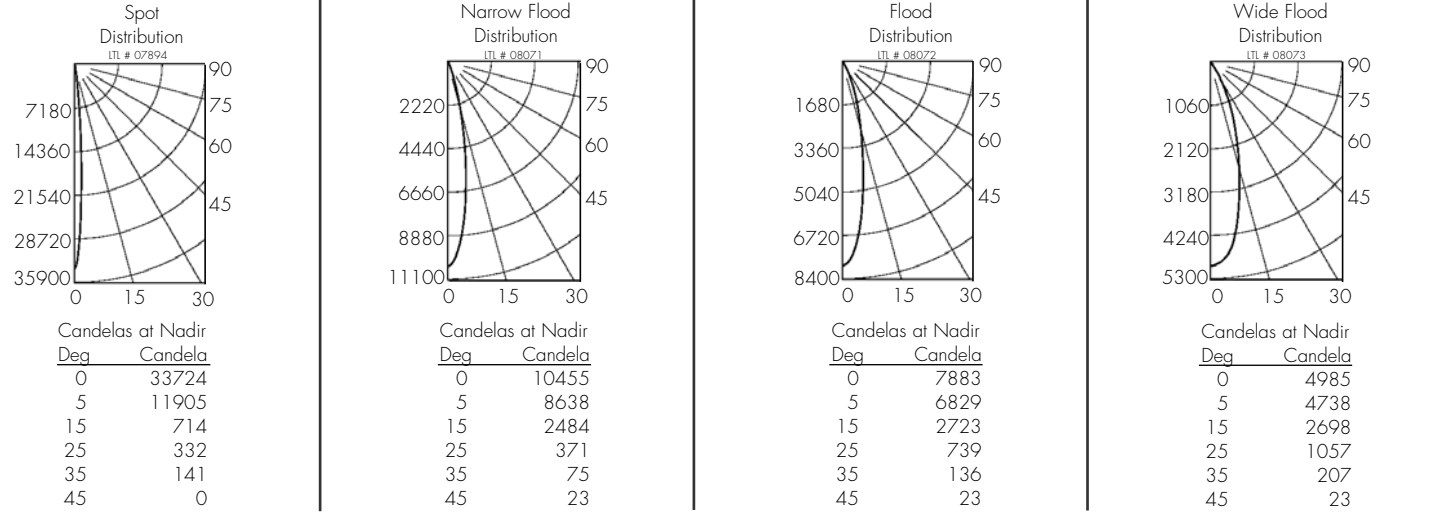 Spot
Distribution
LTL # 07894
90
75
60
45
7180
14360
21540
28720
35900
0 15 30
Candelas at Nadir
Deg Candela
0 33724
5 11905
15 714
25 332
35 141
45 0
Narrow Flood
Distribution
LTL # 08071
90
75
60
45
2220
4440
6660
8880
11100
0 15 30
Candelas at Nadir
Deg Candela
0 10455
5 8638
15 2484
25 371
35 75
45 23
Flood
Distribution
LTL # 08072
90
75
60
45
1680
3360
5040
6720
8400
0 15 30
Candelas at Nadir
Deg Candela
0 7883
5 6829
15 2723
25 739
35 136
45 23
Wide Flood
Distribution
LTL # 08073
90
75
60
45
1060
2120
3180
4240
5300
0 15 30
Candelas at Nadir
Deg Candela
0 4985
5 4738
15 2698
25 1057
35 207
45 23